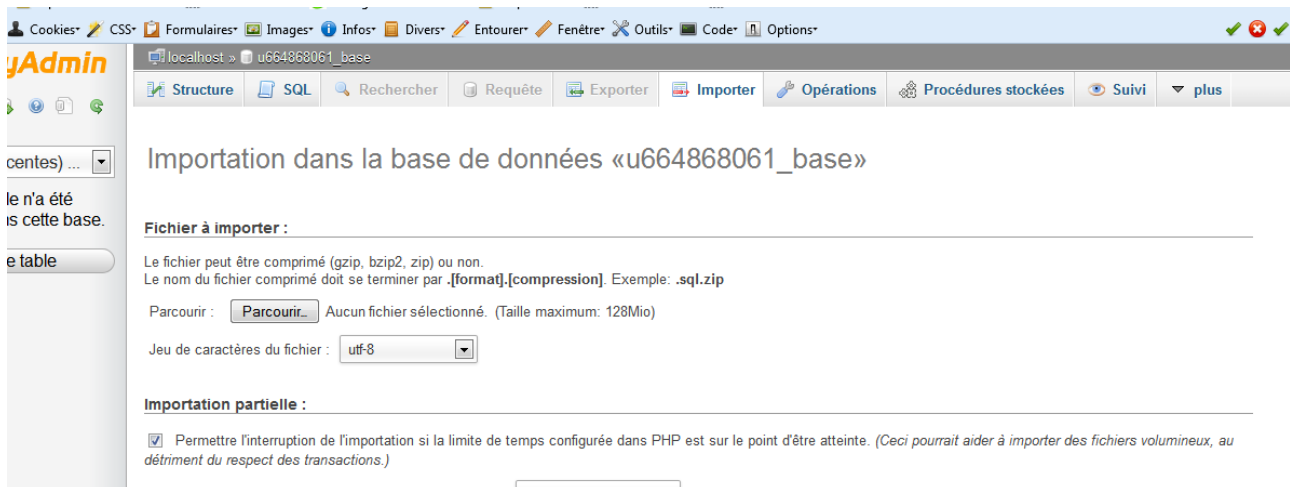 Cookies CSS Formulaires Images Infos Divers Entourer Fenêtre Outils Code Options
yAdmin
localhost » u664868061_base
Structure SQL Rechercher Requête Exporter Importer Opérations Procédures stockées Suivi plus
centes) ...
Importation dans la base de données «u664868061_base»
le n'a été
s cette base.
e table
Fichier à importer :
Le fichier peut être comprimé (gzip, bzip2, zip) ou non.
Le nom du fichier comprimé doit se terminer par .[format].[compression]. Exemple: .sql.zip
Parcourir : Parcourir_ Aucun fichier sélectionné. (Taille maximum: 128Mio)
Jeu de caractères du fichier : utf-8
Importation partielle :
Permettre l'interruption de l'importation si la limite de temps configurée dans PHP est sur le point d'être atteinte. (Ceci pourrait aider à importer des fichiers volumineux, au
détriment du respect des transactions.)